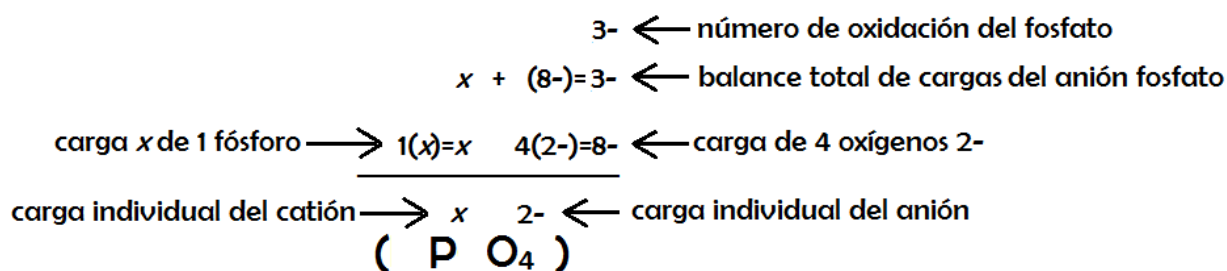 3- número de oxidación del fosfato
x + (8-)=3- balance total de cargas del anión fosfato
carga x de 1 fósforo 1(x)=x 4(2-)=8- carga de 4 oxígenos 2-
carga individual del catión x 2- carga individual del anión
( P O₄ )